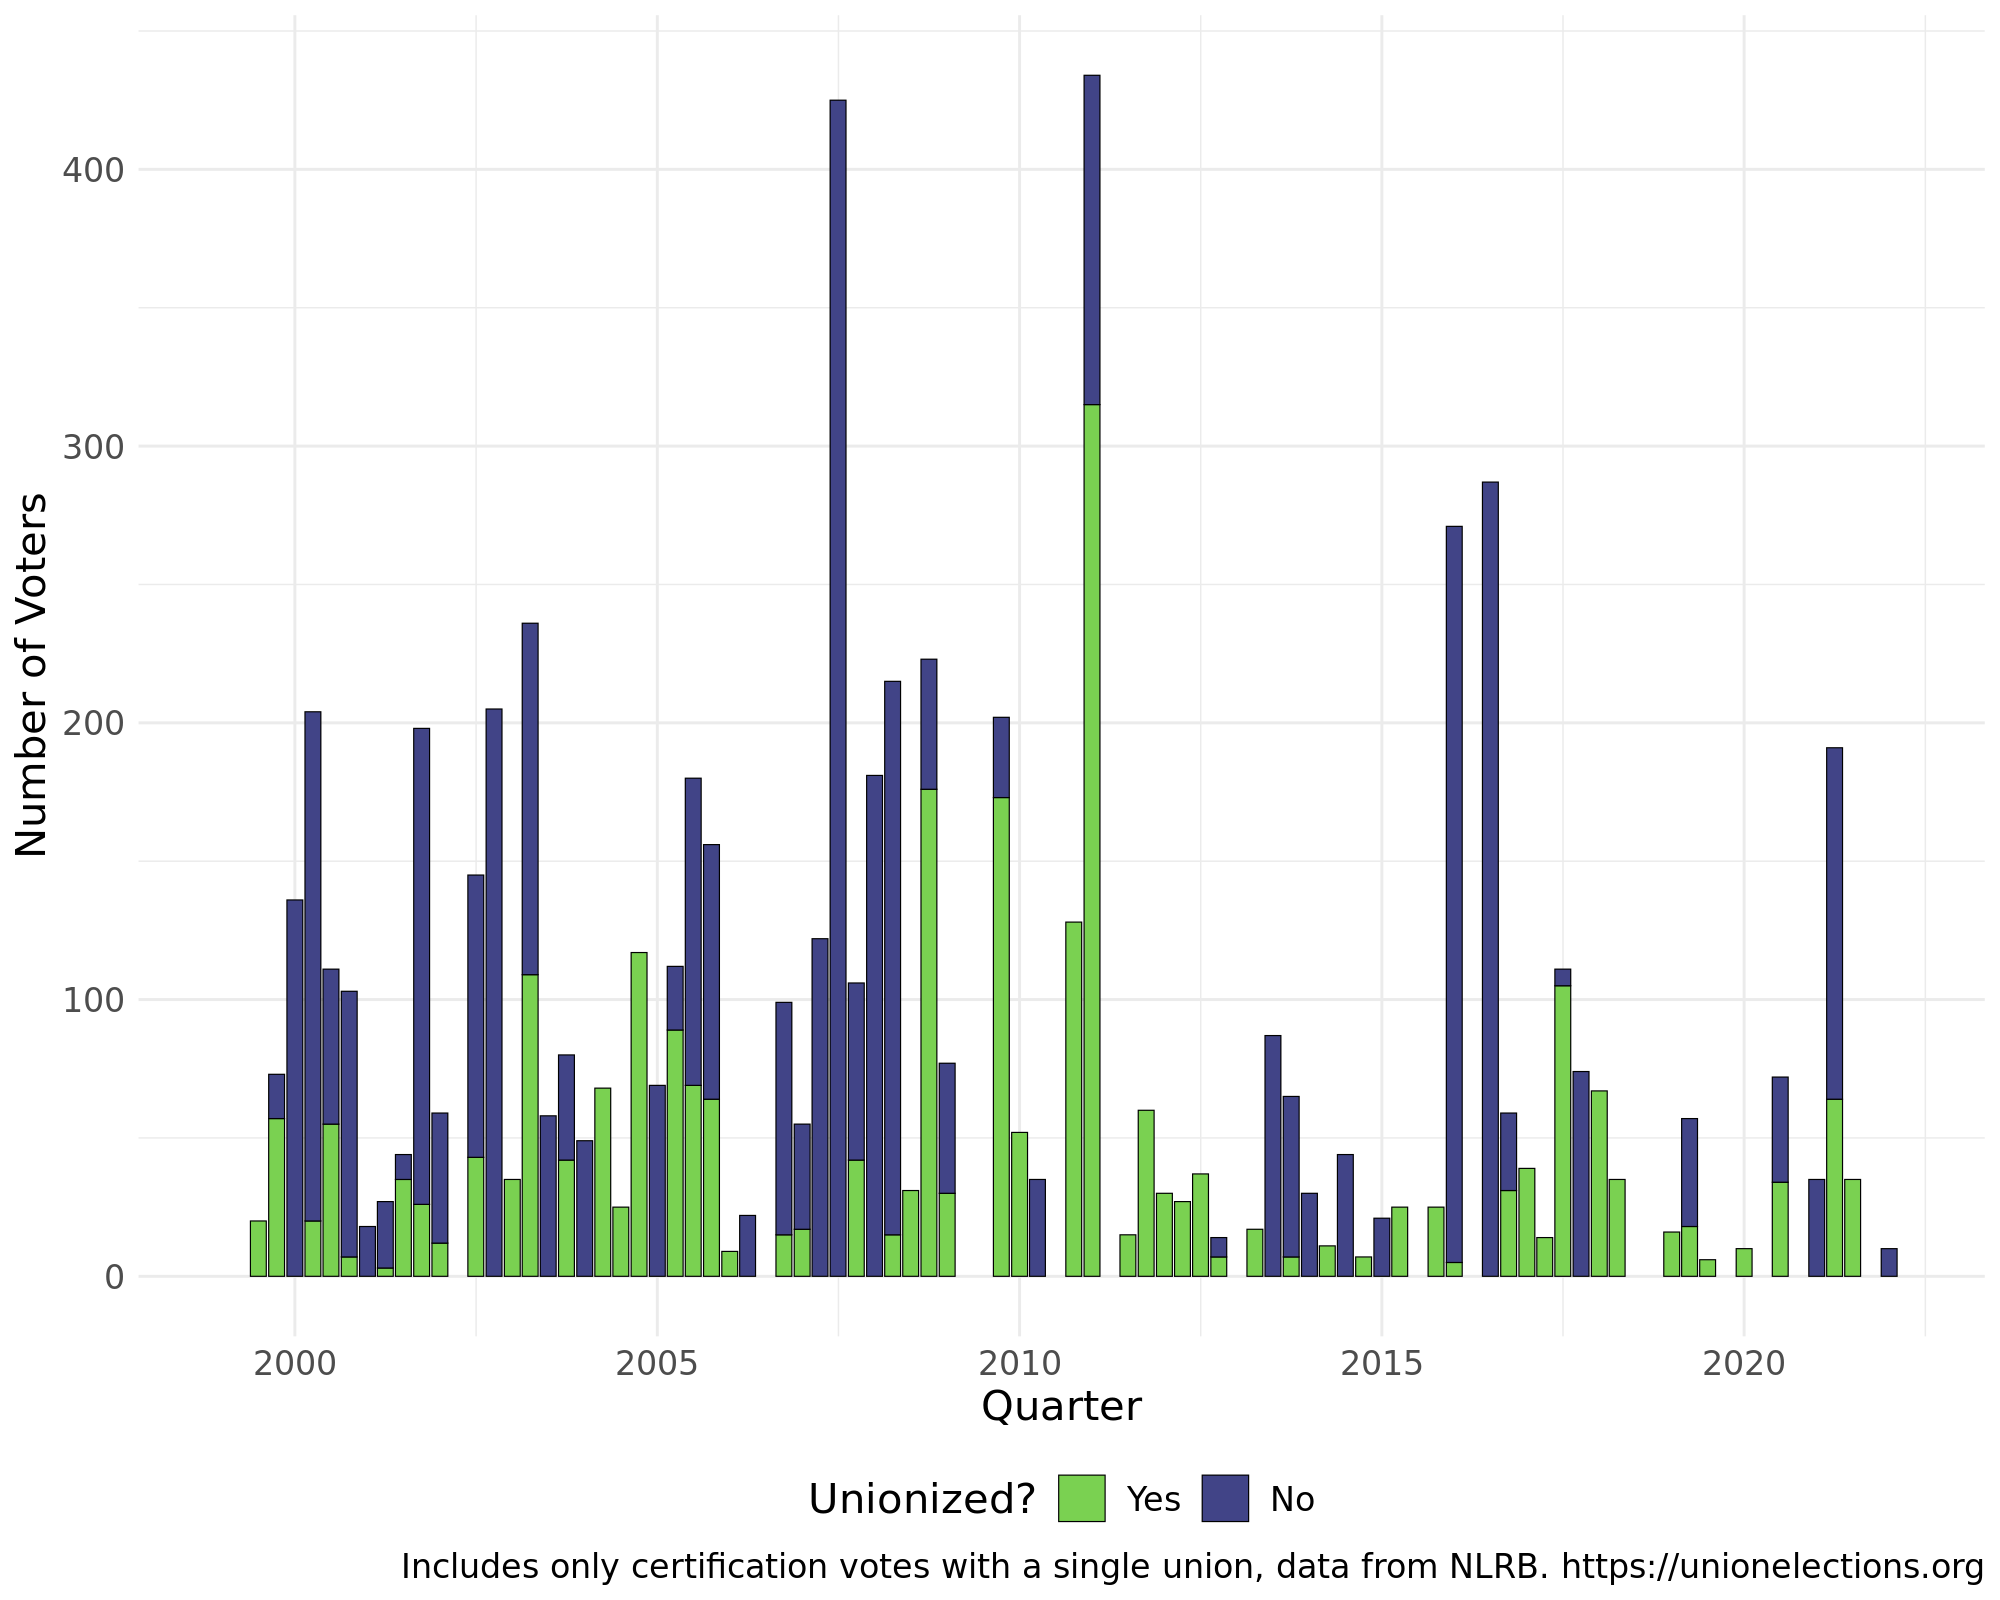 400
300
200
100
0
Number of Voters
2000 2005 2010 2015 2020
Quarter
Unionized? Yes No
Includes only certification votes with a single union, data from NLRB. https://unionelections.org